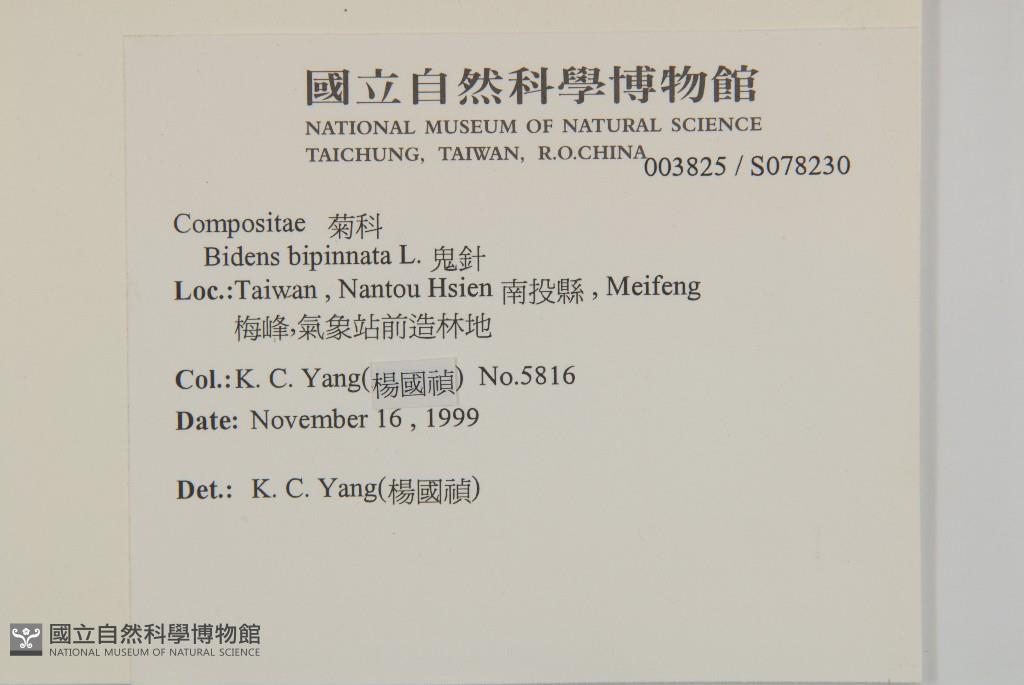 國立自然科學博物館
NATIONAL MUSEUM OF NATURAL SCIENCE
TAICHUNG, TAIWAN, R.O.CHINA
003825 / S078230
Compositae 菊科
Bidens bipinnata L. 鬼針
Loc.:Taiwan , Nantou Hsien 南投縣 , Meifeng
梅峰,氣象站前造林地
Col.:K. C. Yang(楊國禎) No.5816
Date: November 16 , 1999
Det.: K. C. Yang(楊國禎)
國立自然科學博物館
NATIONAL MUSEUM OF NATURAL SCIENCE